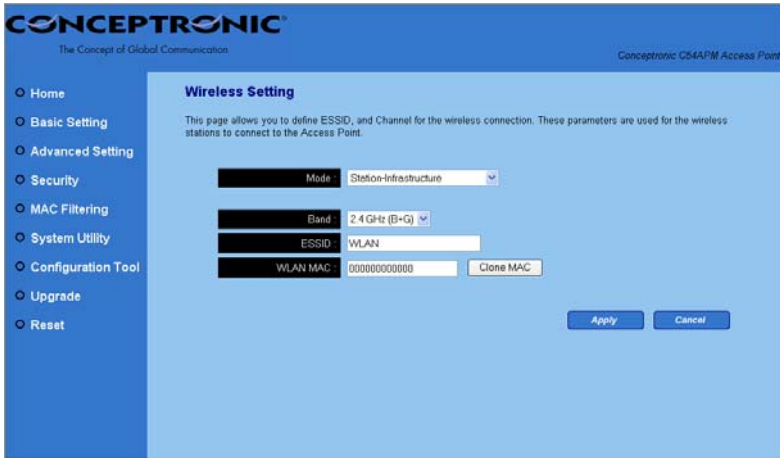 CONCEPTRONIC®
The Concept of Global Communication
Conceptronic C54APM Access Point
Home
Basic Setting
Advanced Setting
Security
MAC Filtering
System Utility
Configuration Tool
Upgrade
Reset
Wireless Setting
This page allows you to define ESSID, and Channel for the wireless connection. These parameters are used for the wireless
stations to connect to the Access Point.
Mode : Station-Infrastructure
Band : 2.4 GHz (B+G)
ESSID : WLAN
WLAN MAC : 000000000000 Clone MAC
Apply Cancel